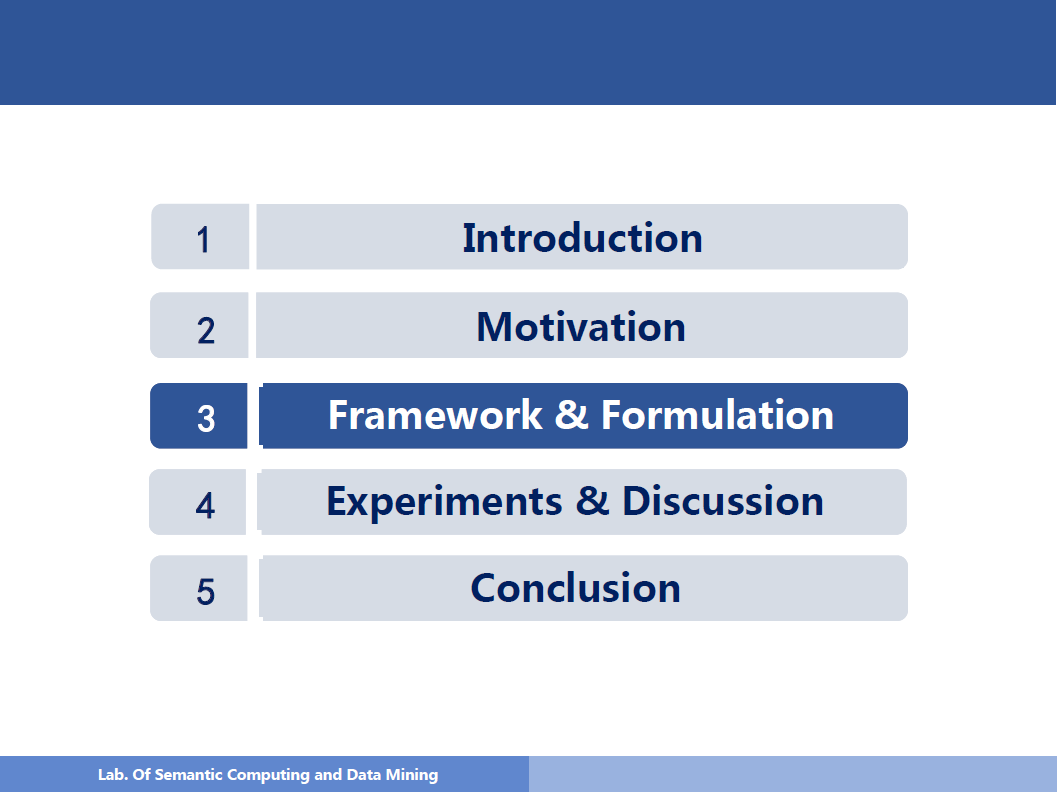 1 Introduction
2 Motivation
3 Framework & Formulation
4 Experiments & Discussion
5 Conclusion
Lab. Of Semantic Computing and Data Mining